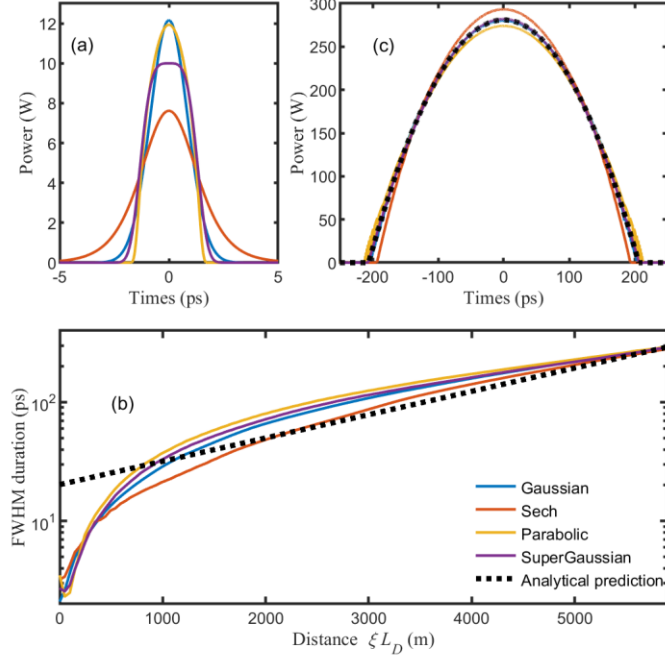 (a)
12
10
8
6
4
2
0
-5
0
5
Power (W)
Times (ps)
(c)
300
250
200
150
100
50
0
-200
-100
0
100
200
Power (W)
Times (ps)
(b)
10²
10¹
FWHM duration (ps)
Gaussian
Sech
Parabolic
SuperGaussian
Analytical prediction
0
1000
2000
3000
4000
5000
Distance ξL_D (m)